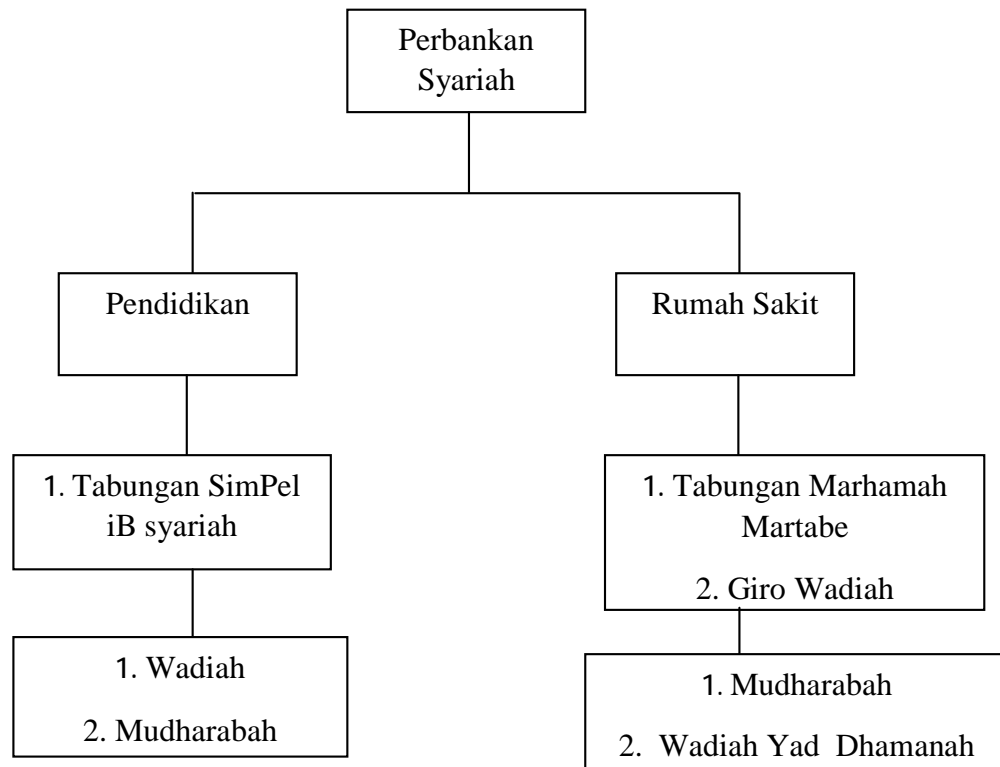 Perbankan
Syariah
Pendidikan
Rumah Sakit
1. Tabungan SimPel
iB syariah
1. Tabungan Marhamah
Martabe
2. Giro Wadiah
1. Wadiah
2. Mudharabah
1. Mudharabah
2. Wadiah Yad Dhamanah